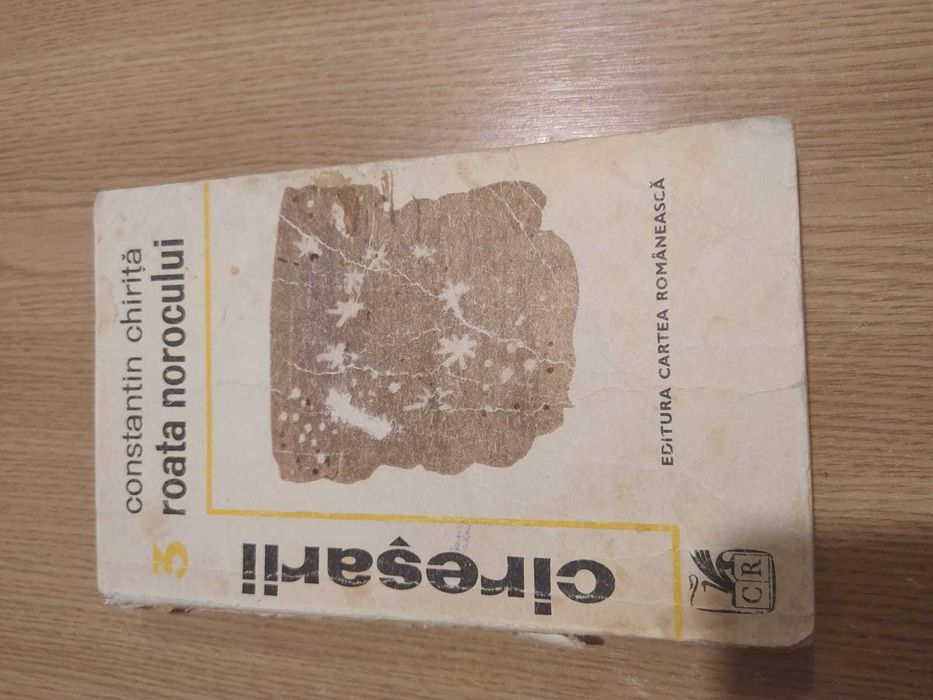 constantin chiriță
3 roata norocului
cireșarii
EDITURA CARTEA ROMÂNEASCĂ
CR